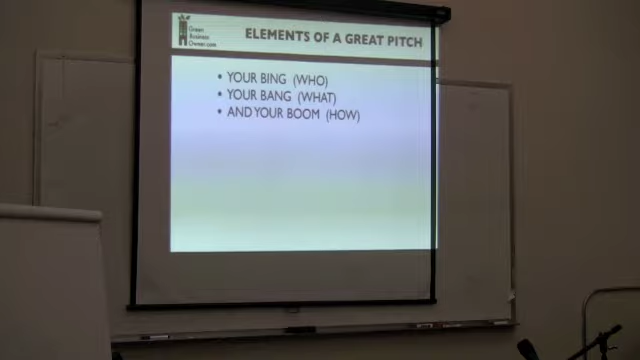 Green
Business
Owner.com
ELEMENTS OF A GREAT PITCH
• YOUR BING (WHO)
• YOUR BANG (WHAT)
• AND YOUR BOOM (HOW)